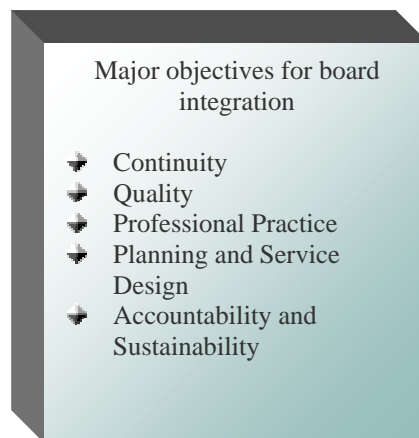 Major objectives for board
integration
Continuity
Quality
Professional Practice
Planning and Service
Design
Accountability and
Sustainability